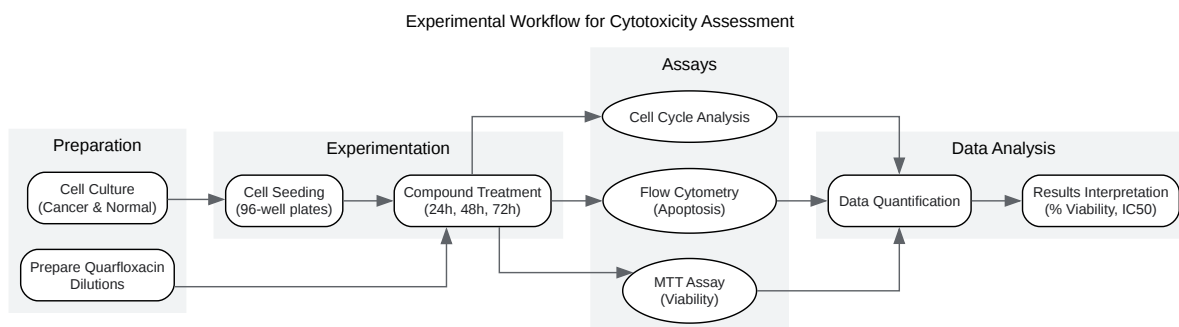 Experimental Workflow for Cytotoxicity Assessment
Preparation
Cell Culture
(Cancer & Normal)
Prepare Quarfloxacin
Dilutions
Experimentation
Cell Seeding
(96-well plates)
Compound Treatment
(24h, 48h, 72h)
Assays
Cell Cycle Analysis
Flow Cytometry
(Apoptosis)
MTT Assay
(Viability)
Data Analysis
Data Quantification
Results Interpretation
(% Viability, IC50)